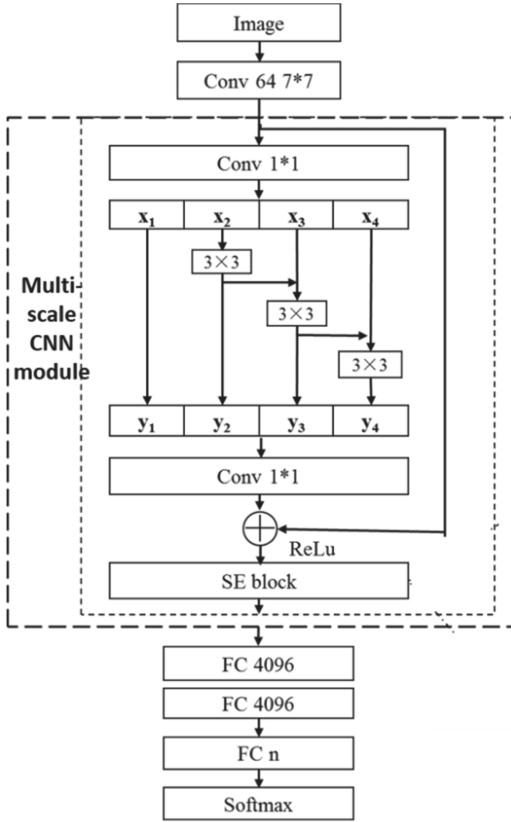 Image
Conv 64 7*7
Conv 1*1
x₁ x₂ x₃ x₄
3×3
3×3
3×3
Multi-
scale
CNN
module
y₁ y₂ y₃ y₄
Conv 1*1
ReLu
SE block
FC 4096
FC 4096
FC n
Softmax